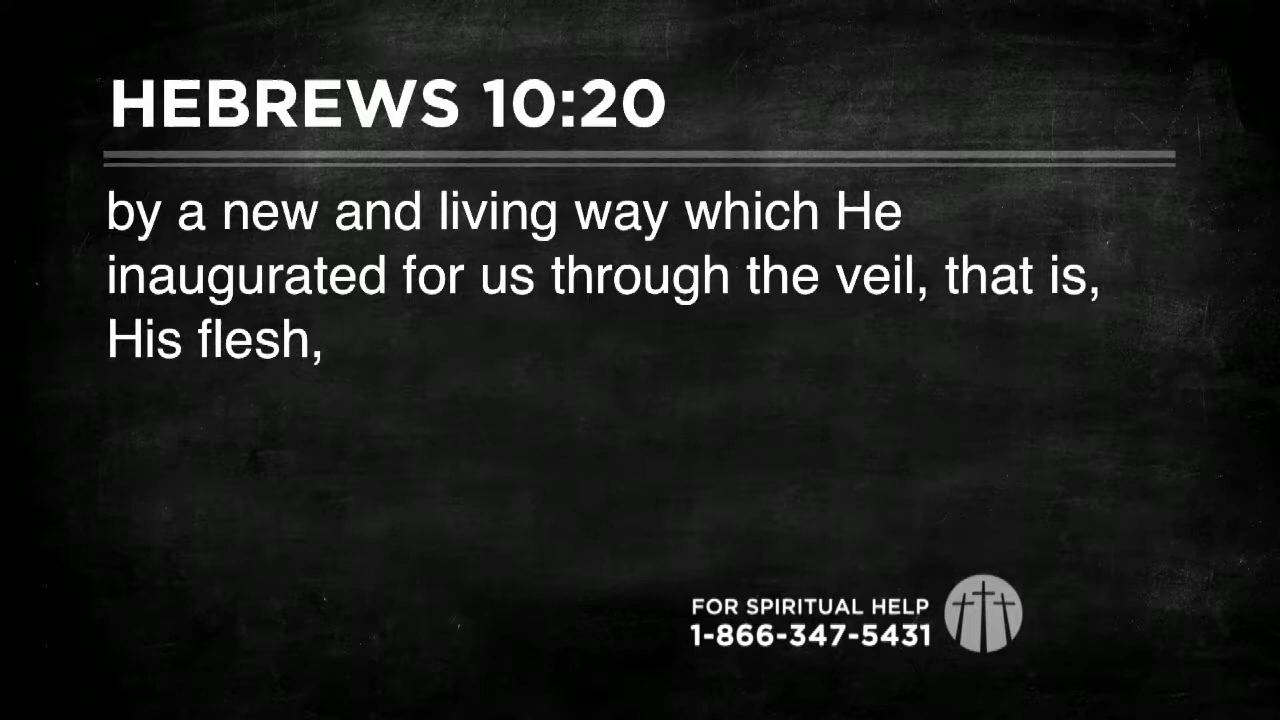 HEBREWS 10:20
by a new and living way which He
inaugurated for us through the veil, that is,
His flesh,
FOR SPIRITUAL HELP
1-866-347-5431